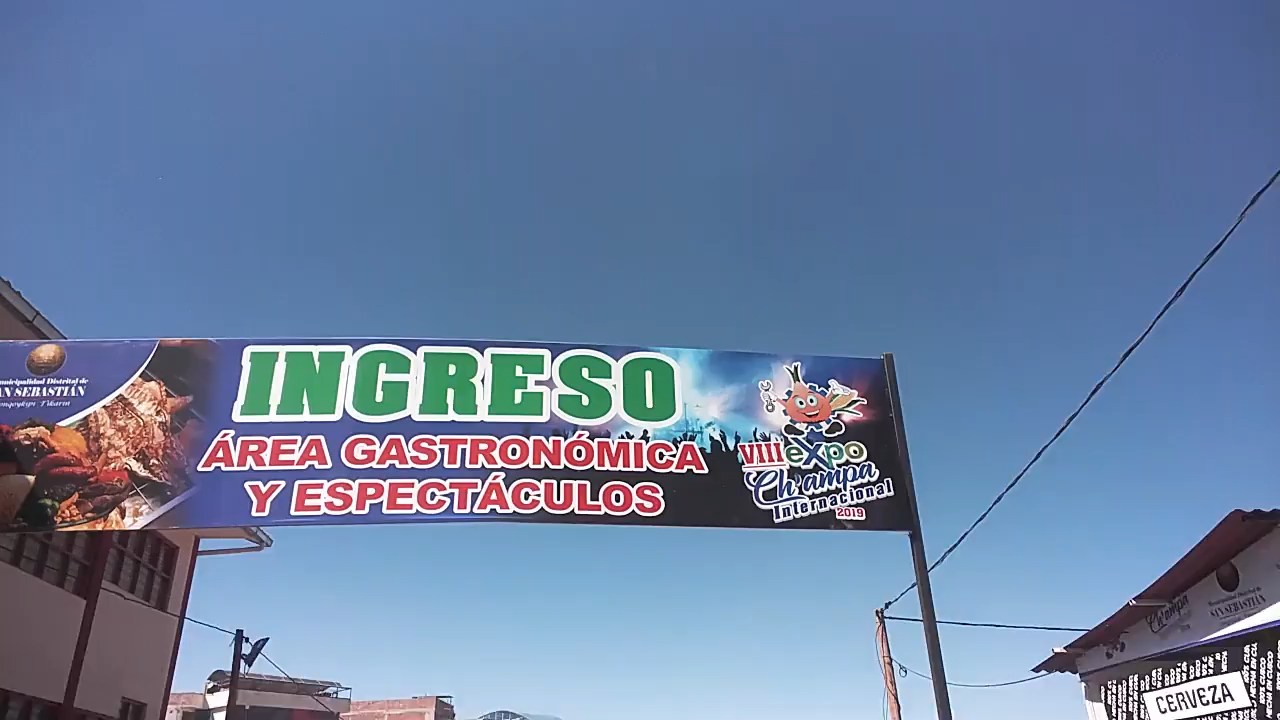 Municipalidad Distrital de
SAN SEBASTIÁN
INGRESO
ÁREA GASTRONÓMICA
Y ESPECTÁCULOS
VIII expo
Ch'ampa
Internacional
2019
Ch'ampa
SAN SEBASTIÁN
CERVEZA